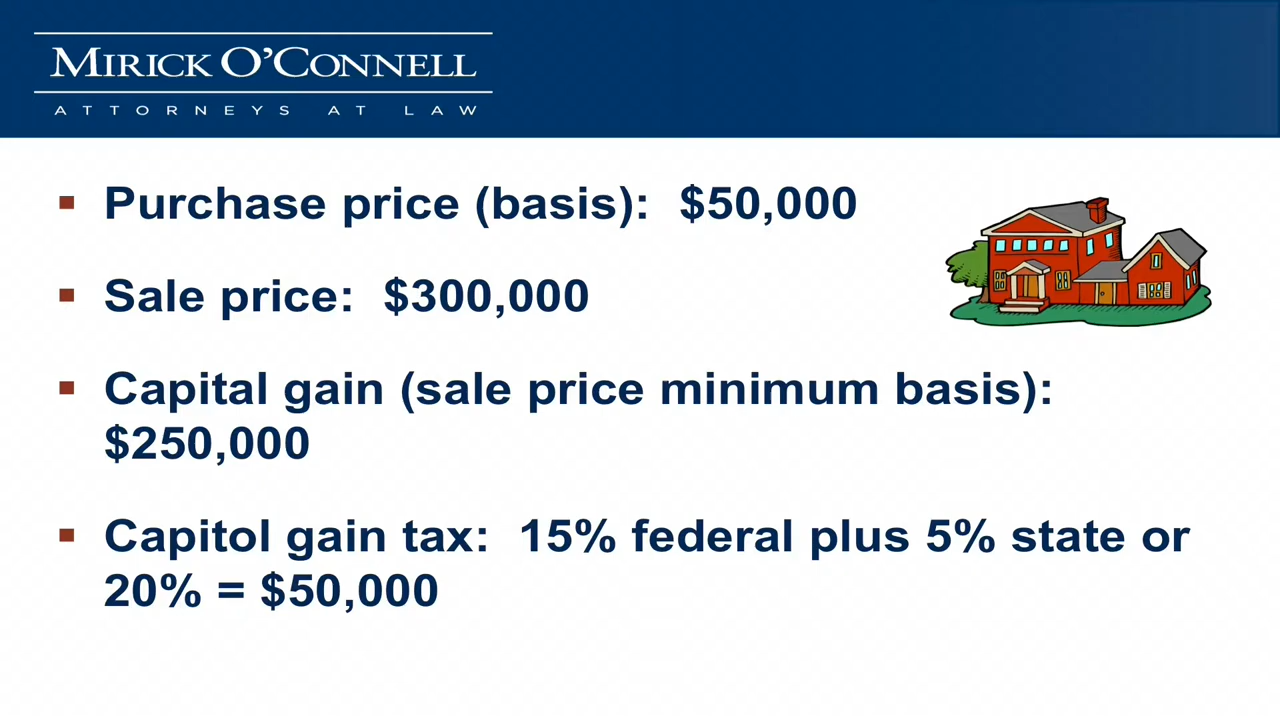 MIRICK O'CONNELL
ATTORNEYS AT LAW
▪ Purchase price (basis): $50,000
▪ Sale price: $300,000
▪ Capital gain (sale price minimum basis):
$250,000
▪ Capitol gain tax: 15% federal plus 5% state or
20% = $50,000